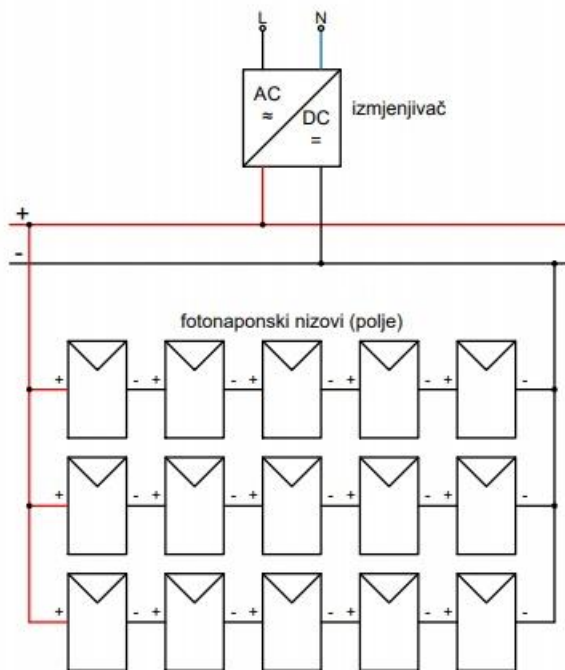 L N
AC
≈
izmjenjivač
DC
=
+
-
fotonaponski nizovi (polje)
+ - + - + - + - + -
+ - + - + - + - + -
+ - + - + - + - + -